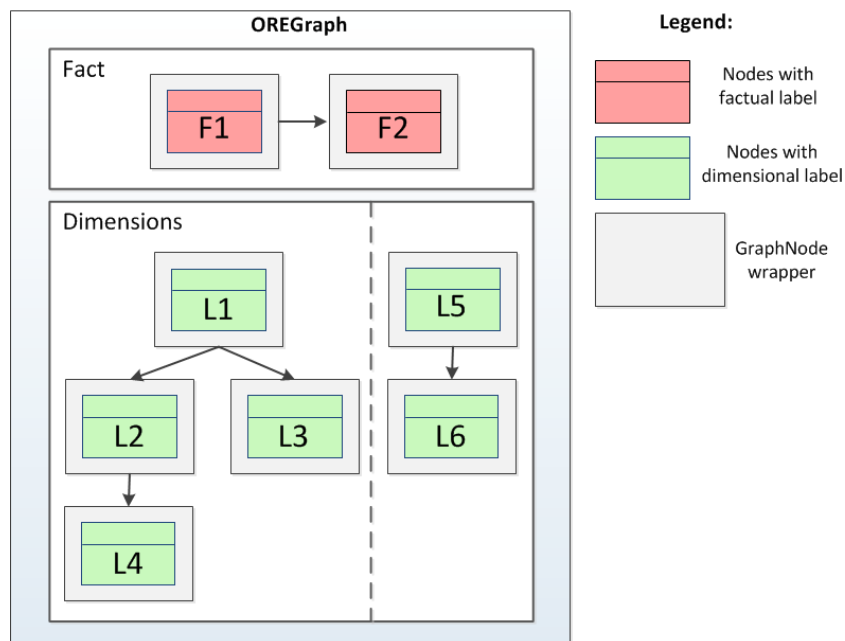 OREGraph
Fact
F1
F2
Dimensions
L1
L5
L2
L3
L6
L4
Legend:
Nodes with
factual label
Nodes with
dimensional label
GraphNode
wrapper